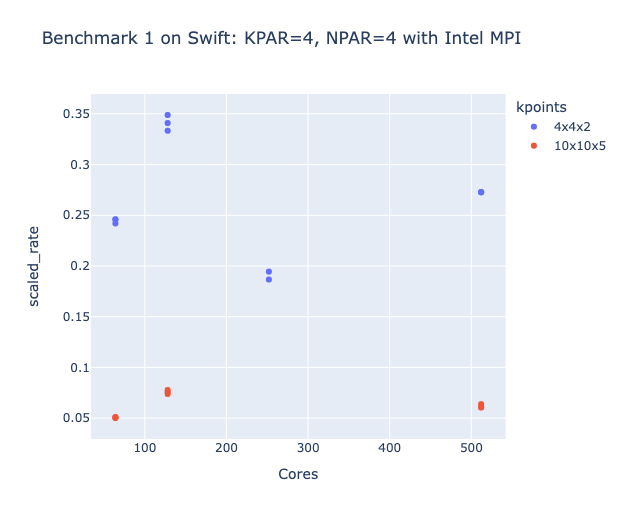 Benchmark 1 on Swift: KPAR=4, NPAR=4 with Intel MPI
kpoints
4x4x2
10x10x5
0.35
0.3
0.25
0.2
0.15
0.1
0.05
scaled_rate
100 200 300 400 500
Cores